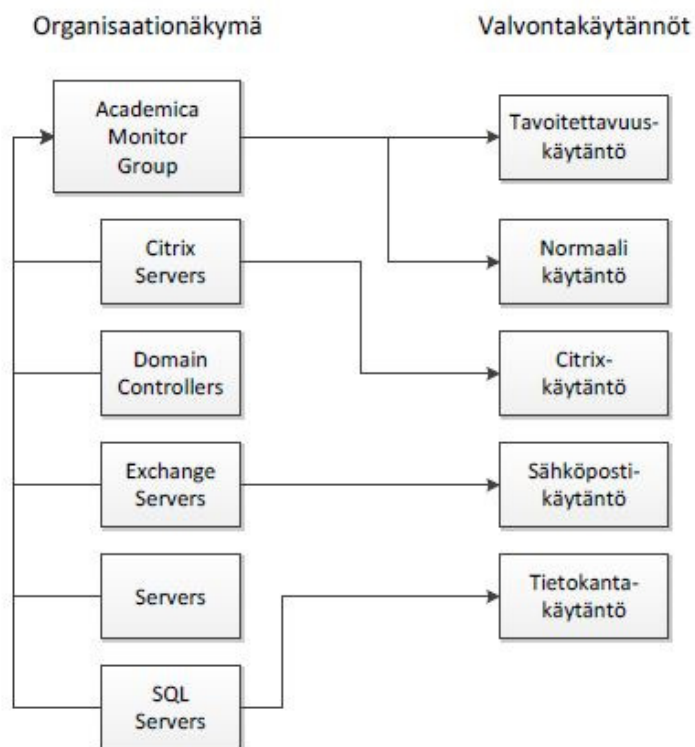 Organisaationäkymä
Valvontakäytännöt
Academica
Monitor
Group
Tavoitettavuus-
käytäntö
Citrix
Servers
Normaali
käytäntö
Domain
Controllers
Citrix-
käytäntö
Exchange
Servers
Sähköposti-
käytäntö
Servers
Tietokanta-
käytäntö
SQL
Servers